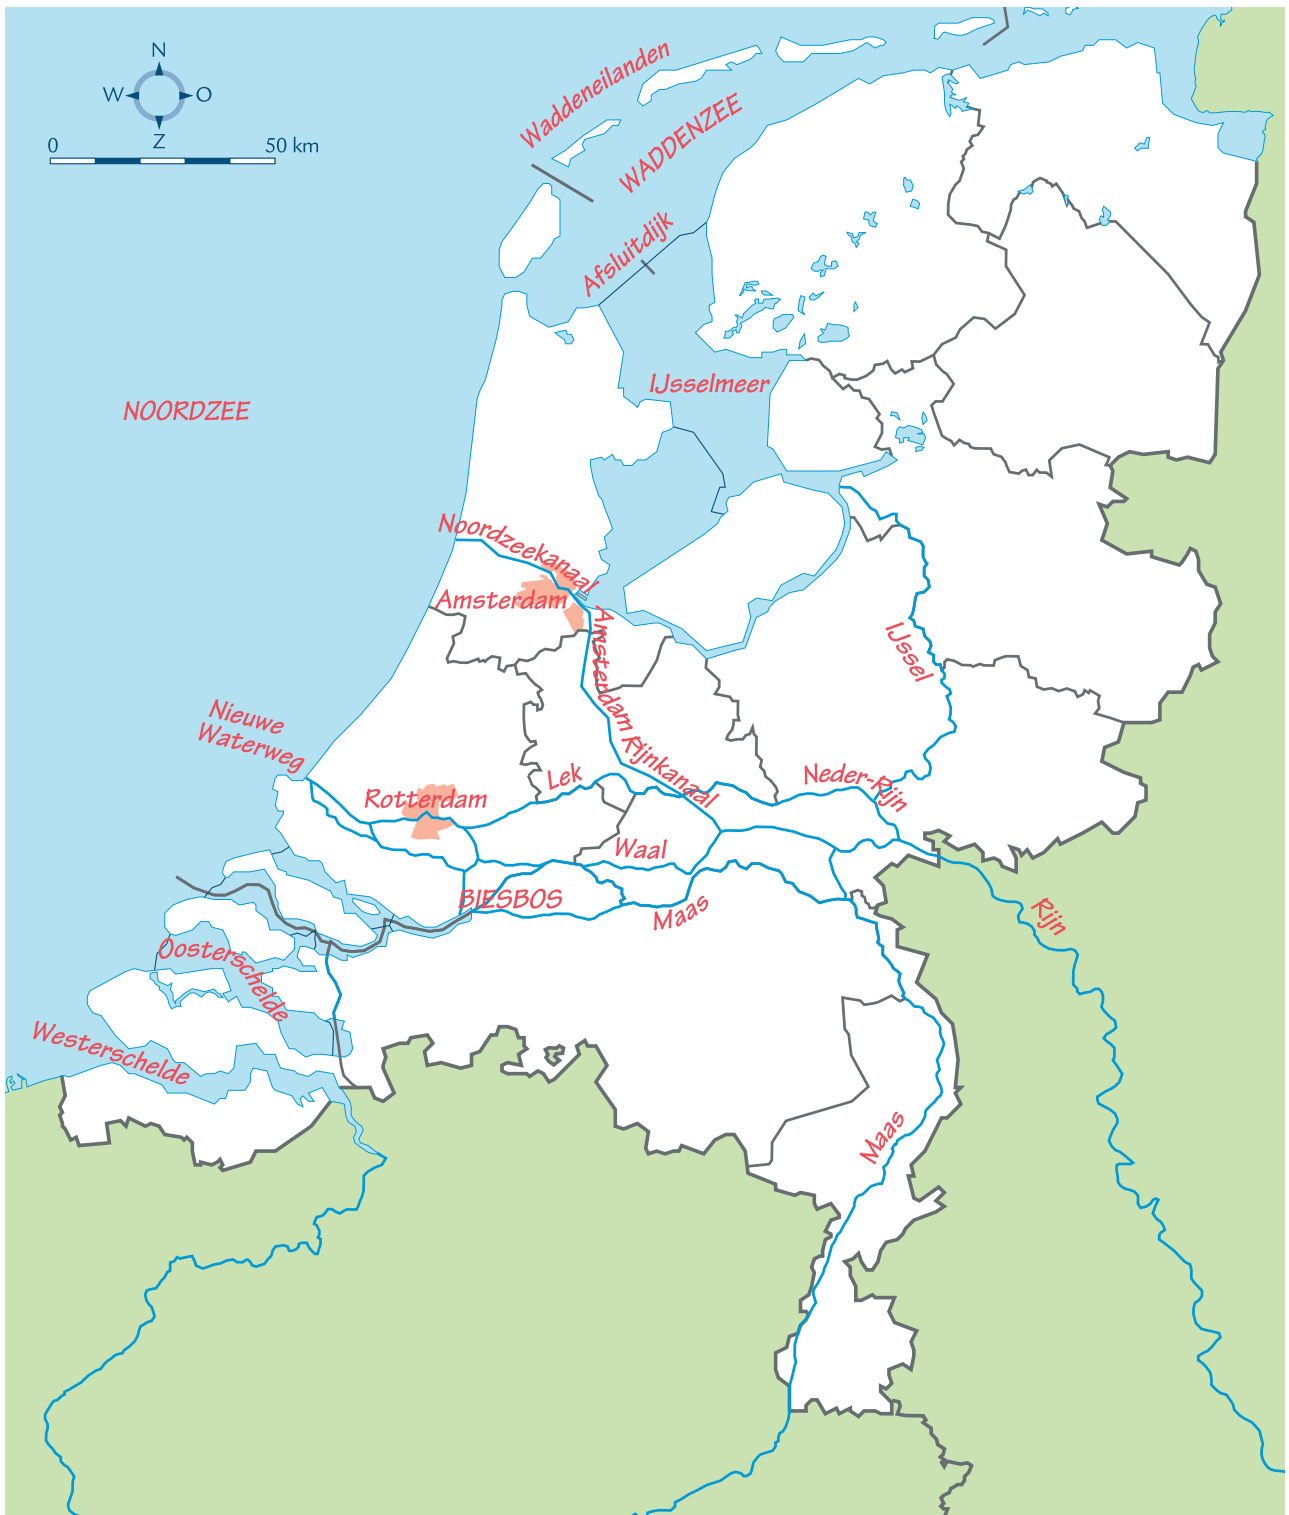 N
W O
Z
0 50 km
Waddeneilanden
WADDENZEE
Afsluitdijk
IJsselmeer
NOORDZEE
Noordzeekanaal
Amsterdam
Amsterdam Rijnkanaal
IJssel
Nieuwe
Waterweg
Rotterdam
Lek
Neder-Rijn
Waal
BIESBOS
Maas
Rijn
Oosterschelde
Westerschelde
Maas